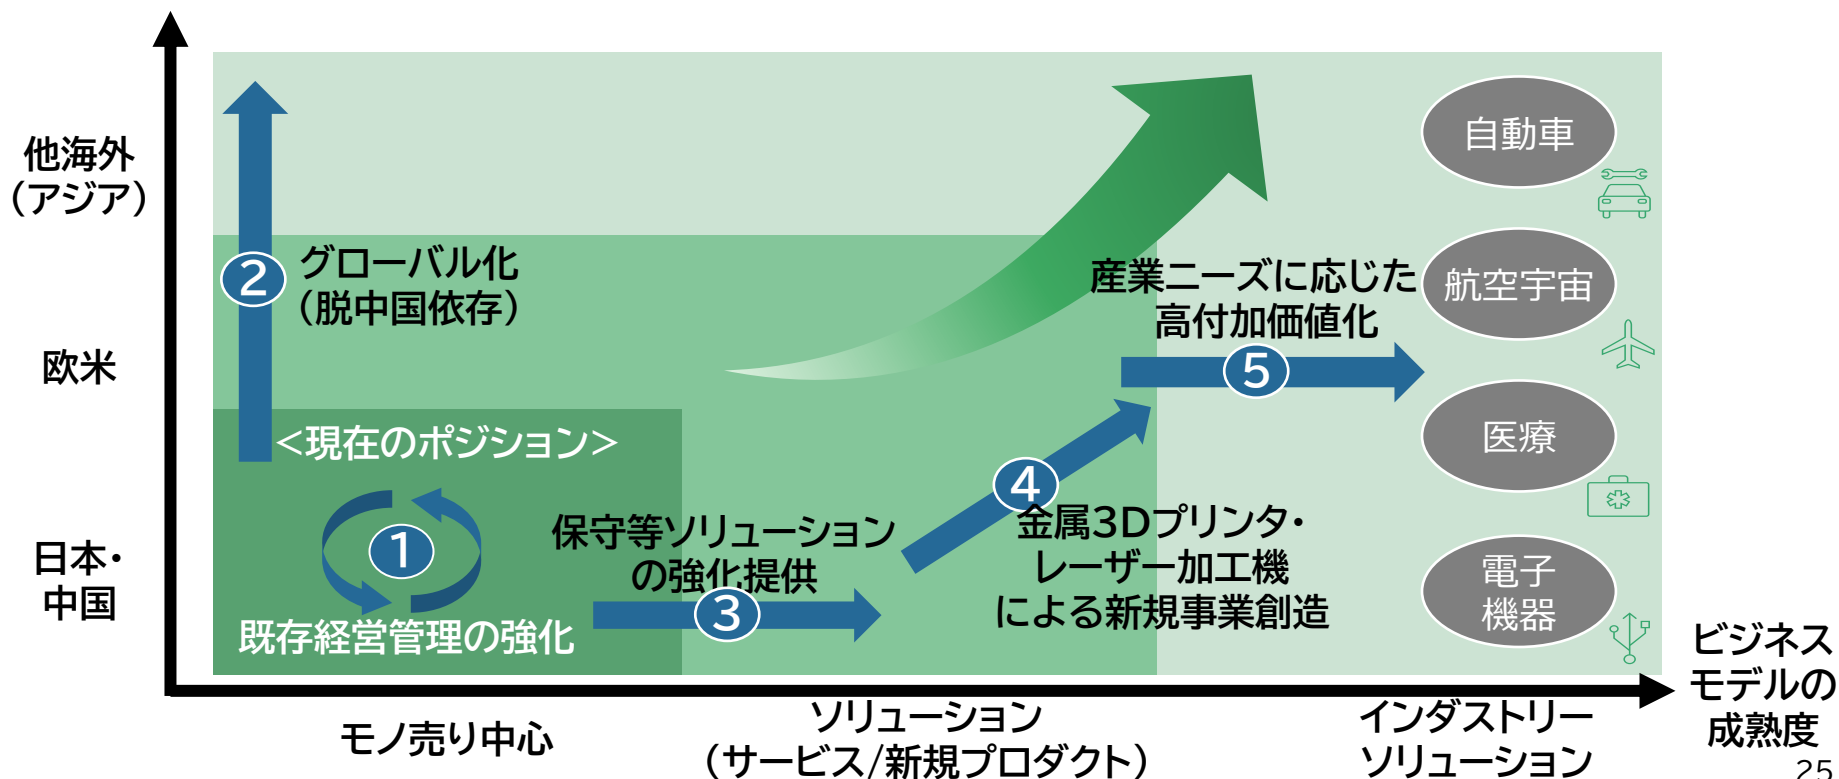 他海外
（アジア）
欧米
日本・
中国
2
グローバル化
（脱中国依存）
<現在のポジション>
1
既存経営管理の強化
保守等ソリューション
の強化提供
3
4
金属3Dプリンタ・
レーザー加工機
による新規事業創造
産業ニーズに応じた
高付加価値化
5
自動車
航空宇宙
医療
電子
機器
モノ売り中心
ソリューション
（サービス/新規プロダクト）
インダストリー
ソリューション
ビジネス
モデルの
成熟度
25